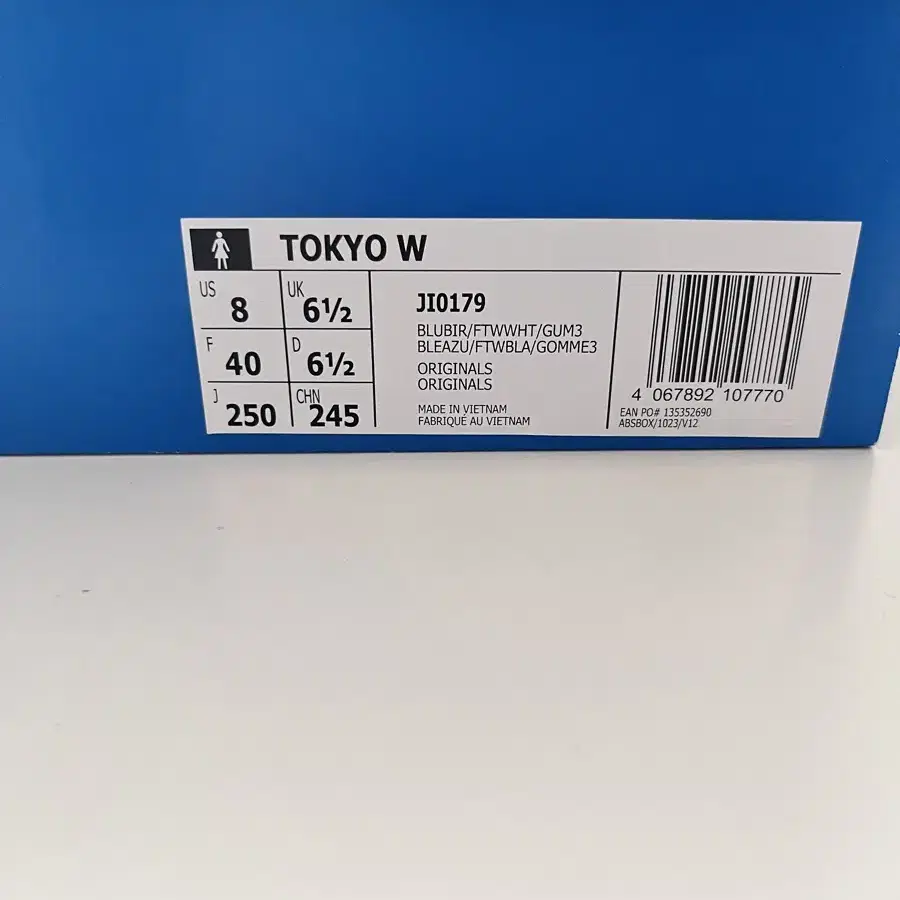 TOKYO W
US 8 UK 6½
F 40 D 6½
J 250 CHN 245
JI0179
BLUBIR/FTWWHT/GUM3
BLEAZU/FTWBLA/GOMME3
ORIGINALS
ORIGINALS
MADE IN VIETNAM
FABRIQUÉ AU VIETNAM
4 067892 107770
EAN PO# 135352690
ABSBOX/1023/V12